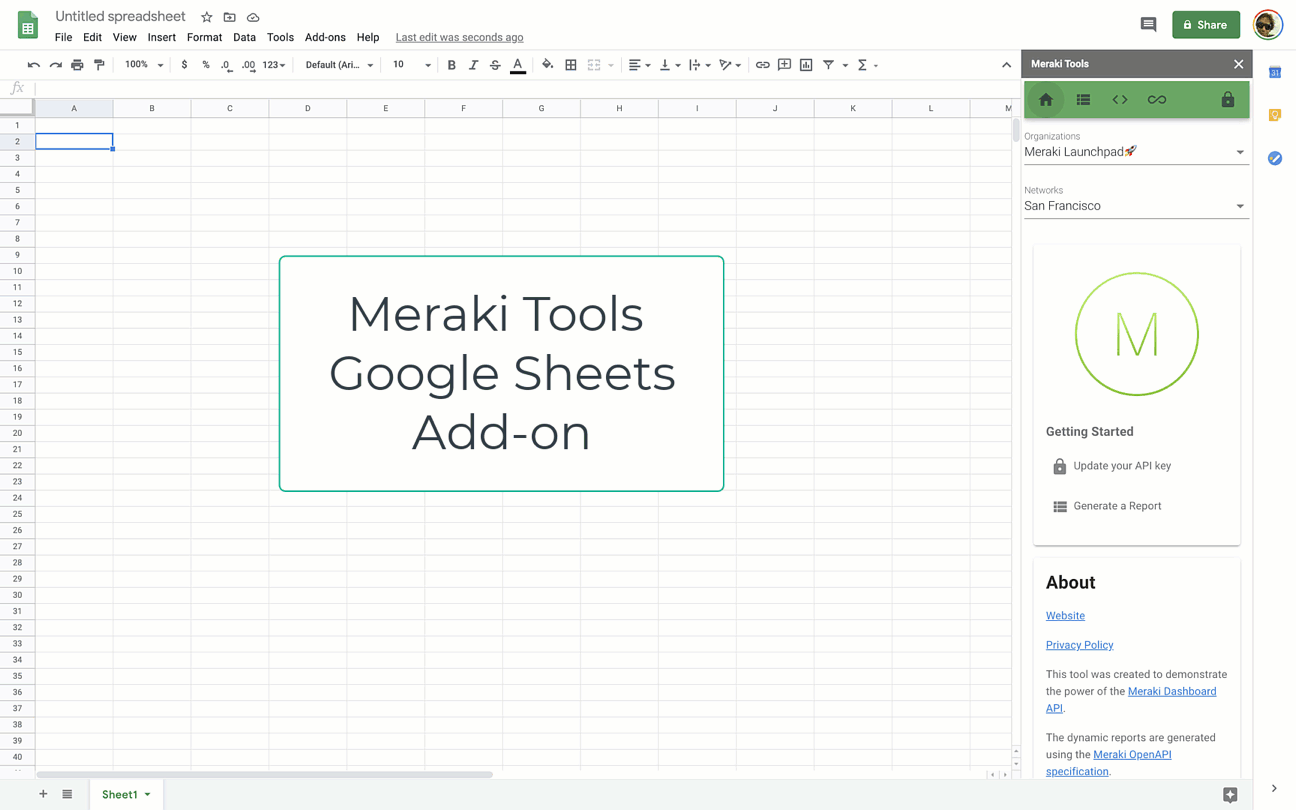 Untitled spreadsheet
File Edit View Insert Format Data Tools Add-ons Help Last edit was seconds ago
Share
100% $ % .0 .00 123 Default (Ari... 10 B I S A Σ
Meraki Tools
31
fx
A B C D E F G H I J K L M
1
2
3
4
5
6
7
8
9
10
11
12
13
14
15
16
17
18
19
20
21
22
23
24
25
26
27
28
29
30
31
32
33
34
35
36
37
38
39
40
Meraki Tools
Google Sheets
Add-on
Organizations
Meraki Launchpad🚀
Networks
San Francisco
M
Getting Started
Update your API key
Generate a Report
About
Website
Privacy Policy
This tool was created to demonstrate
the power of the Meraki Dashboard
API.
The dynamic reports are generated
using the Meraki OpenAPI
specification.
Sheet1